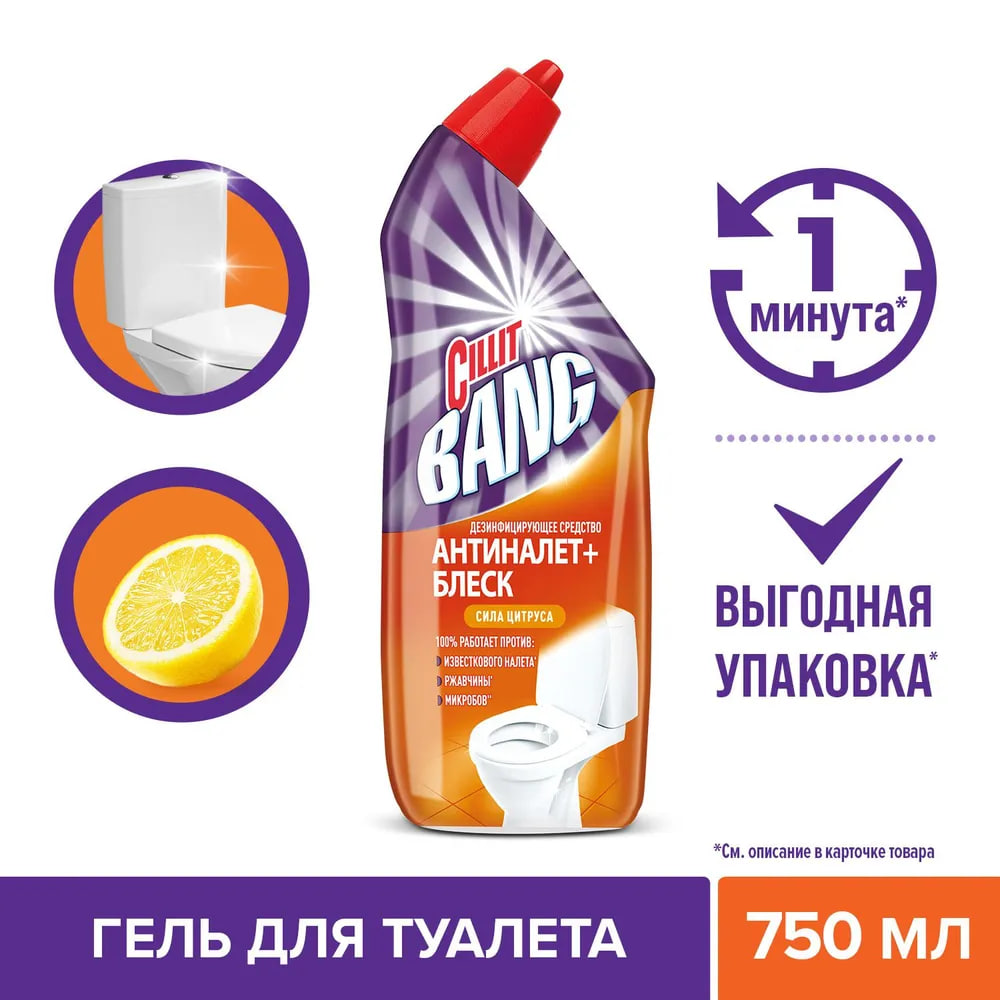 CILLIT
BANG
ДЕЗИНФИЦИРУЮЩЕЕ СРЕДСТВО
АНТИНАЛЕТ+
БЛЕСК
СИЛА ЦИТРУСА
100% РАБОТАЕТ ПРОТИВ:
ИЗВЕСТКОВОГО НАЛЕТА*
РЖАВЧИНЫ*
МИКРОБОВ**
1
МИНУТА*
ВЫГОДНАЯ
УПАКОВКА*
*См. описание в карточке товара
ГЕЛЬ ДЛЯ ТУАЛЕТА
750 МЛ